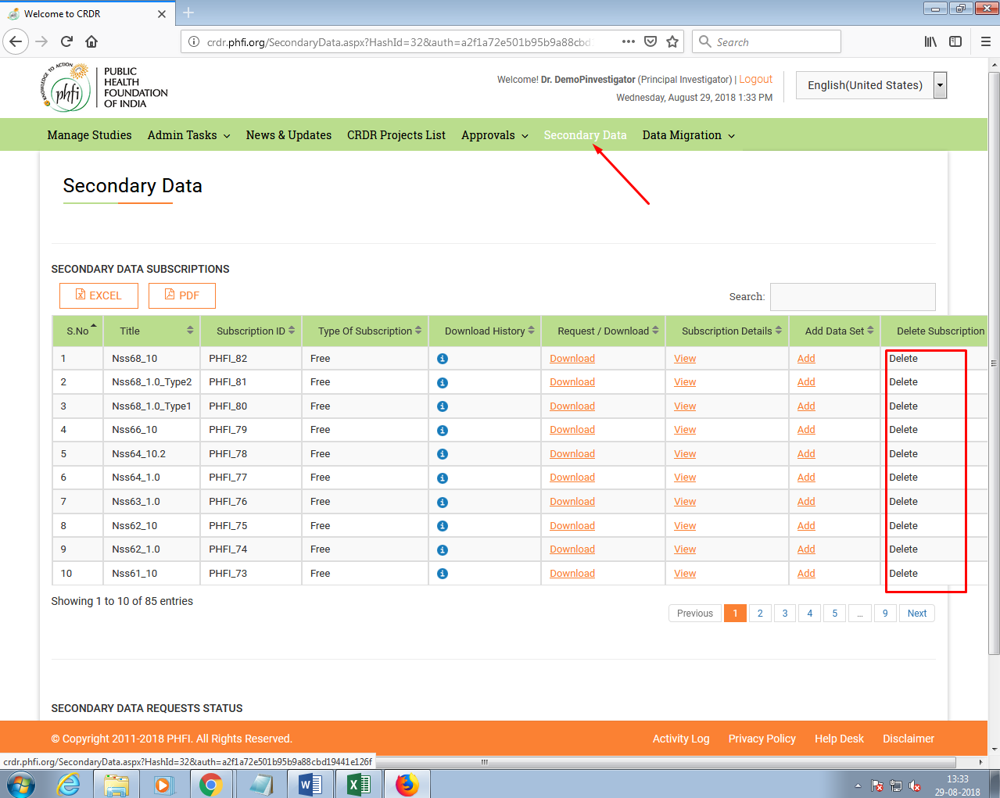 Welcome to CRDR
crdr.phfi.org/SecondaryData.aspx?HashId=32&auth=a2f1a72e501b95b9a88cbd
Search
KNOWLEDGE TO ACTION
phfi
PUBLIC
HEALTH
FOUNDATION
OF INDIA
Welcome! Dr. DemoPinvestigator (Principal Investigator) | Logout
Wednesday, August 29, 2018 1:33 PM
English(United States)
Manage Studies Admin Tasks News & Updates CRDR Projects List Approvals Secondary Data Data Migration
Secondary Data
SECONDARY DATA SUBSCRIPTIONS
EXCEL PDF Search:
S.No Title Subscription ID Type Of Subscription Download History Request / Download Subscription Details Add Data Set Delete Subscription
1 Nss68_10 PHFI_82 Free i Download View Add Delete
2 Nss68_1.0_Type2 PHFI_81 Free i Download View Add Delete
3 Nss68_1.0_Type1 PHFI_80 Free i Download View Add Delete
4 Nss66_10 PHFI_79 Free i Download View Add Delete
5 Nss64_10.2 PHFI_78 Free i Download View Add Delete
6 Nss64_1.0 PHFI_77 Free i Download View Add Delete
7 Nss63_1.0 PHFI_76 Free i Download View Add Delete
8 Nss62_10 PHFI_75 Free i Download View Add Delete
9 Nss62_1.0 PHFI_74 Free i Download View Add Delete
10 Nss61_10 PHFI_73 Free i Download View Add Delete
Showing 1 to 10 of 85 entries
Previous 1 2 3 4 5 ... 9 Next
SECONDARY DATA REQUESTS STATUS
© Copyright 2011-2018 PHFI. All Rights Reserved. Activity Log Privacy Policy Help Desk Disclaimer
crdr.phfi.org/SecondaryData.aspx?HashId=32&auth=a2f1a72e501b95b9a88cbd19441e126f
13:33
29-08-2018